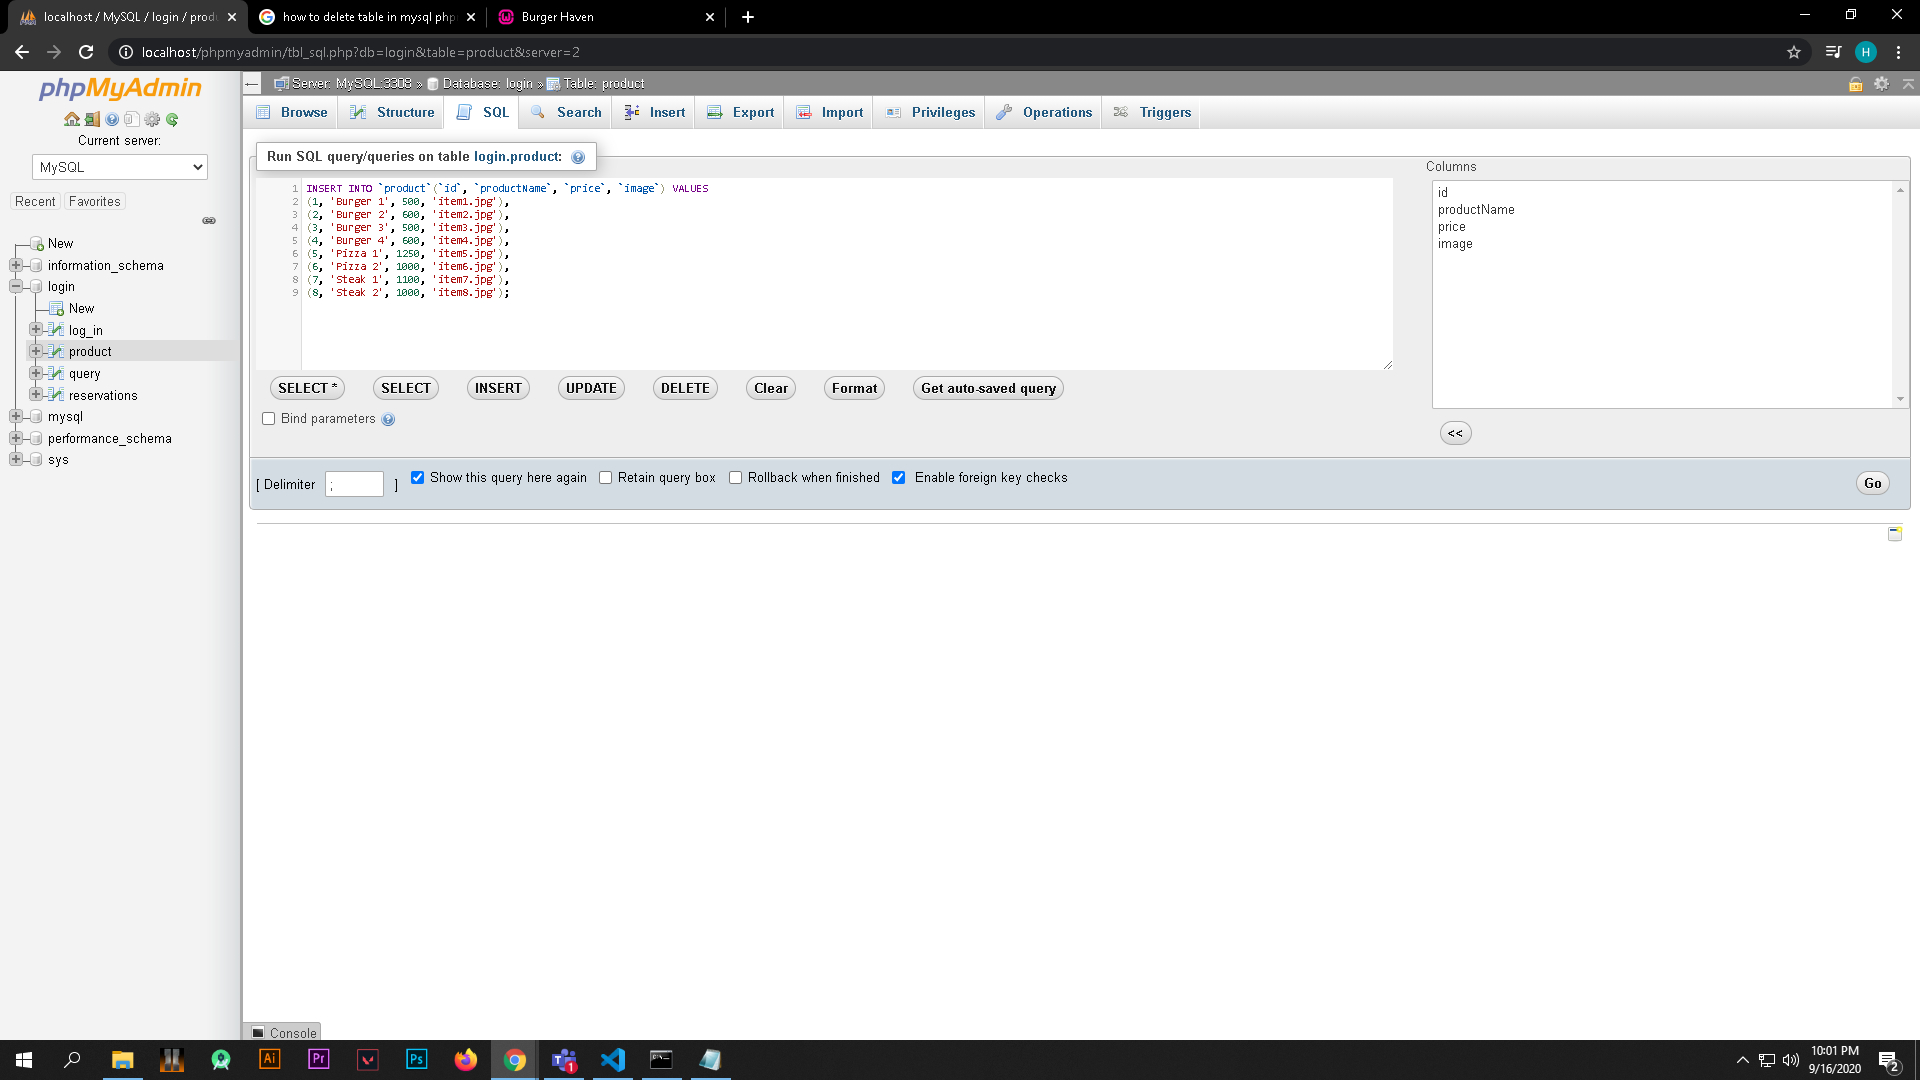 localhost / MySQL / login / produ
how to delete table in mysql php
Burger Haven
localhost/phpmyadmin/tbl_sql.php?db=login&table=product&server=2
H
phpMyAdmin
Current server:
MySQL
Recent
Favorites
New
information_schema
login
New
log_in
product
query
reservations
mysql
performance_schema
sys
Server: MySQL:3308 » Database: login » Table: product
Browse
Structure
SQL
Search
Insert
Export
Import
Privileges
Operations
Triggers
Run SQL query/queries on table login.product:
1 INSERT INTO `product`(`id`, `productName`, `price`, `image`) VALUES
2 (1, 'Burger 1', 500, 'item1.jpg'),
3 (2, 'Burger 2', 600, 'item2.jpg'),
4 (3, 'Burger 3', 500, 'item3.jpg'),
5 (4, 'Burger 4', 600, 'item4.jpg'),
6 (5, 'Pizza 1', 1250, 'item5.jpg'),
7 (6, 'Pizza 2', 1000, 'item6.jpg'),
8 (7, 'Steak 1', 1100, 'item7.jpg'),
9 (8, 'Steak 2', 1000, 'item8.jpg');
Columns
id
productName
price
image
SELECT *
SELECT
INSERT
UPDATE
DELETE
Clear
Format
Get auto-saved query
Bind parameters
<<
[ Delimiter ; ]
Show this query here again
Retain query box
Rollback when finished
Enable foreign key checks
Go
Console
Ai
Pr
Ps
1
10:01 PM
9/16/2020
2